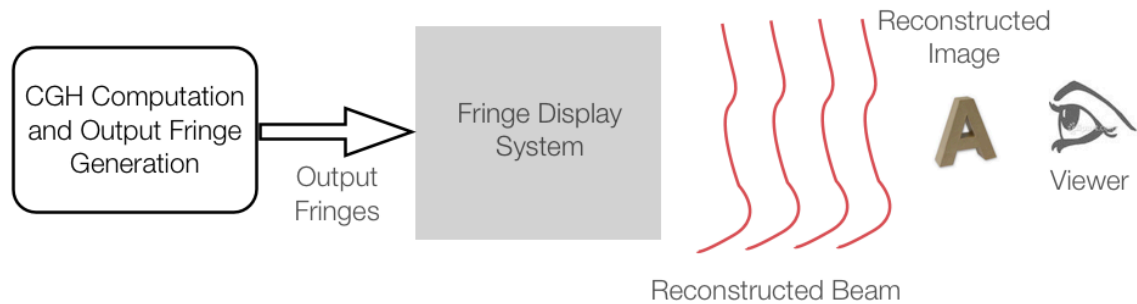 CGH Computation
and Output Fringe
Generation
Output
Fringes
Fringe Display
System
Reconstructed
Image
A
Viewer
Reconstructed Beam